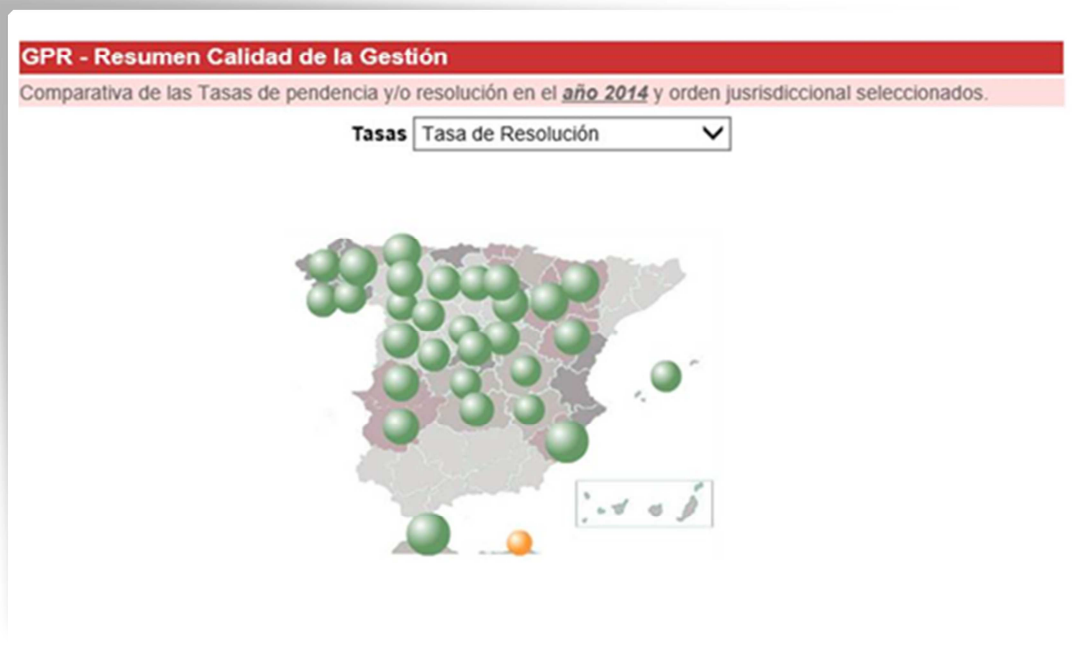 GPR - Resumen Calidad de la Gestión
Comparativa de las Tasas de pendencia y/o resolución en el año 2014 y orden jusrisdiccional seleccionados.
Tasas Tasa de Resolución